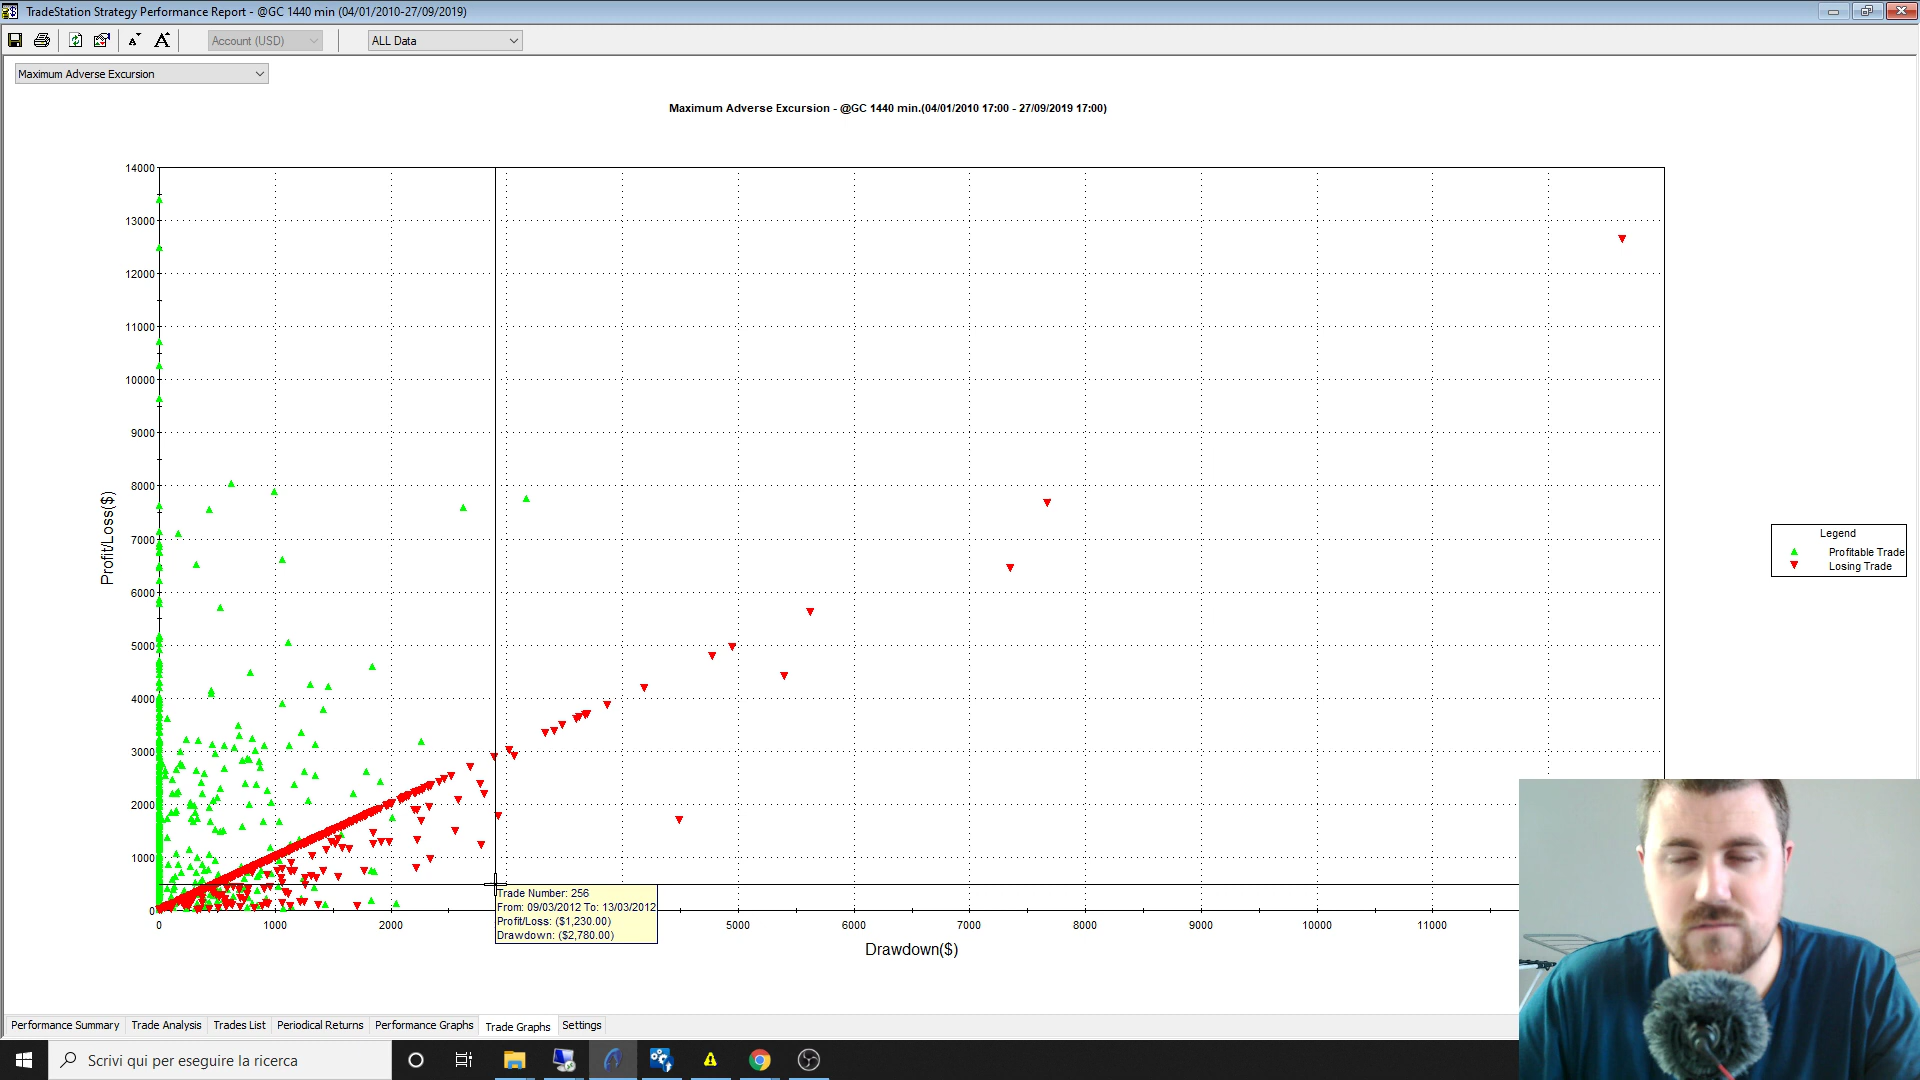 TradeStation Strategy Performance Report - @GC 1440 min (04/01/2010-27/09/2019)
Account (USD)
ALL Data
Maximum Adverse Excursion
Maximum Adverse Excursion - @GC 1440 min.(04/01/2010 17:00 - 27/09/2019 17:00)
14000
13000
12000
11000
10000
9000
8000
7000
6000
5000
4000
3000
2000
1000
0
Profit/Loss($)
Legend
Profitable Trade
Losing Trade
Trade Number: 256
From: 09/03/2012 To: 13/03/2012
Profit/Loss: ($1,230.00)
Drawdown: ($2,780.00)
0 1000 2000 5000 6000 7000 8000 9000 10000 11000
Drawdown($)
Performance Summary Trade Analysis Trades List Periodical Returns Performance Graphs Trade Graphs Settings
Scrivi qui per eseguire la ricerca